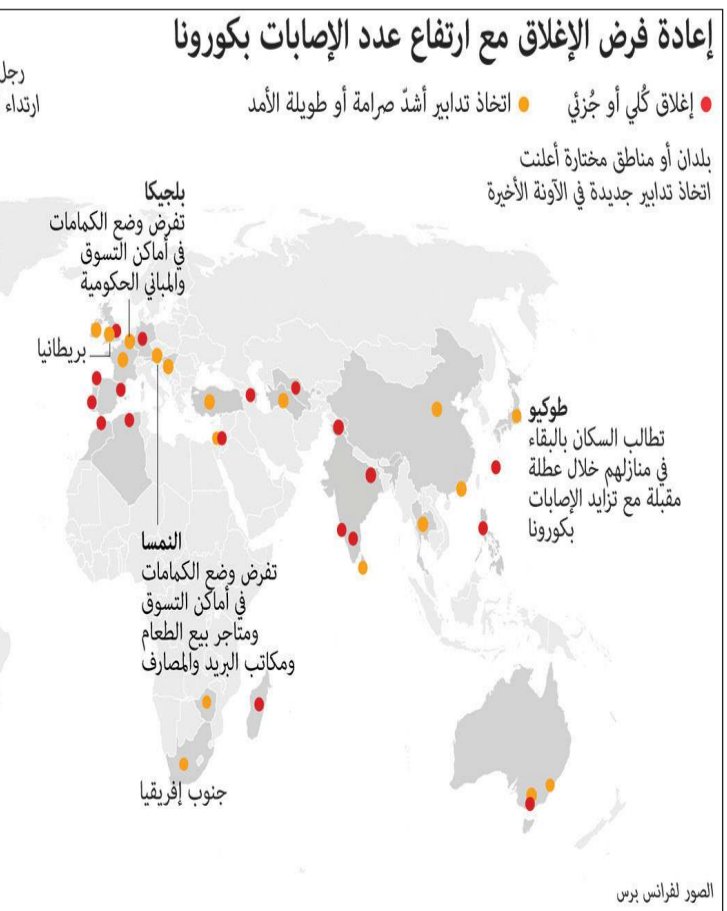 إعادة فرض الإغلاق مع ارتفاع عدد الإصابات بكورونا
إغلاق كُلي أو جُزئي
اتخاذ تدابير أشدّ صرامة أو طويلة الأمد
بلدان أو مناطق مختارة أعلنت
اتخاذ تدابير جديدة في الآونة الأخيرة
ارتداء
بلجيكا
تفرض وضع الكمامات
في أماكن التسوق
والمباني الحكومية
بريطانيا
طوكيو
تطالب السكان بالبقاء
في منازلهم خلال عطلة
مقبلة مع تزايد الإصابات
بكورونا
النمسا
تفرض وضع الكمامات
في أماكن التسوق
ومتاجر بيع الطعام
ومكاتب البريد والمصارف
جنوب إفريقيا
الصور لفرانس برس